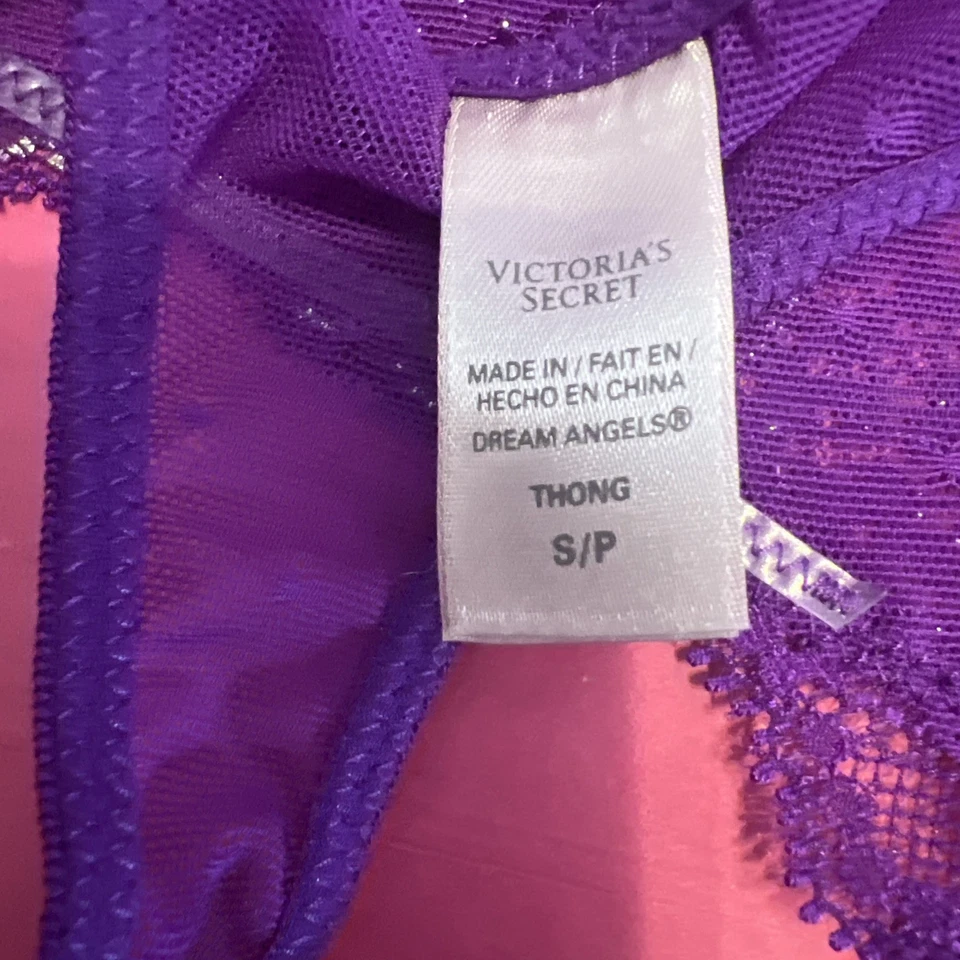 VICTORIA'S
SECRET
MADE IN / FAIT EN /
HECHO EN CHINA
DREAM ANGELS®
THONG
S/P